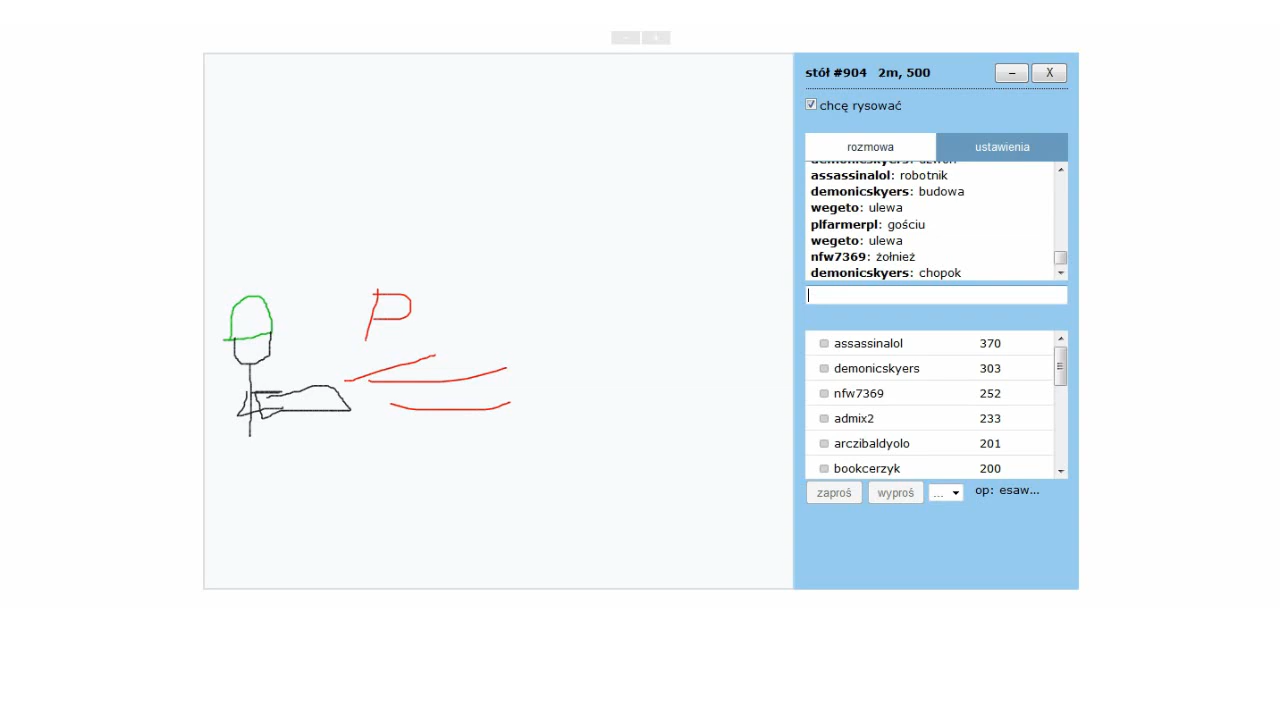 stół #904 2m, 500
– X
chcę rysować
rozmowa ustawienia
assassinalol: robotnik
demonicskyers: budowa
wegeto: ulewa
plfarmerpl: gościu
wegeto: ulewa
nfw7369: żołnież
demonicskyers: chopok
P
assassinalol 370
demonicskyers 303
nfw7369 252
admix2 233
arczibaldyolo 201
bookcerzyk 200
zaproś wyproś ... op: esaw...